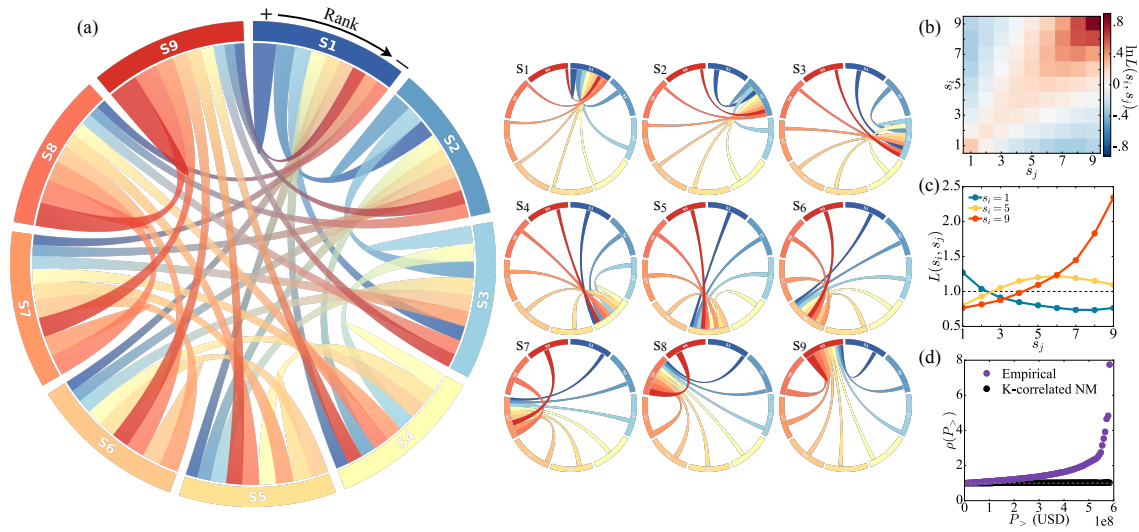 (a)
+ Rank −
S1
S2
S3
S4
S5
S6
S7
S8
S9
S1
S2
S3
S4
S5
S6
S7
S8
S9
(b)
9
7
5
3
1
s_i
1 3 5 7 9
s_j
.8
.4
0
-.4
-.8
lnL(s_i, s_j)
(c)
2.5
2.0
1.5
1.0
0.5
L(s_i, s_j)
s_i = 1
s_i = 5
s_i = 9
1 3 5 7 9
s_j
(d)
8
6
4
2
0
ρ(P_>)
Empirical
K-correlated NM
0 1 2 3 4 5 6
P_> (USD) 1e8